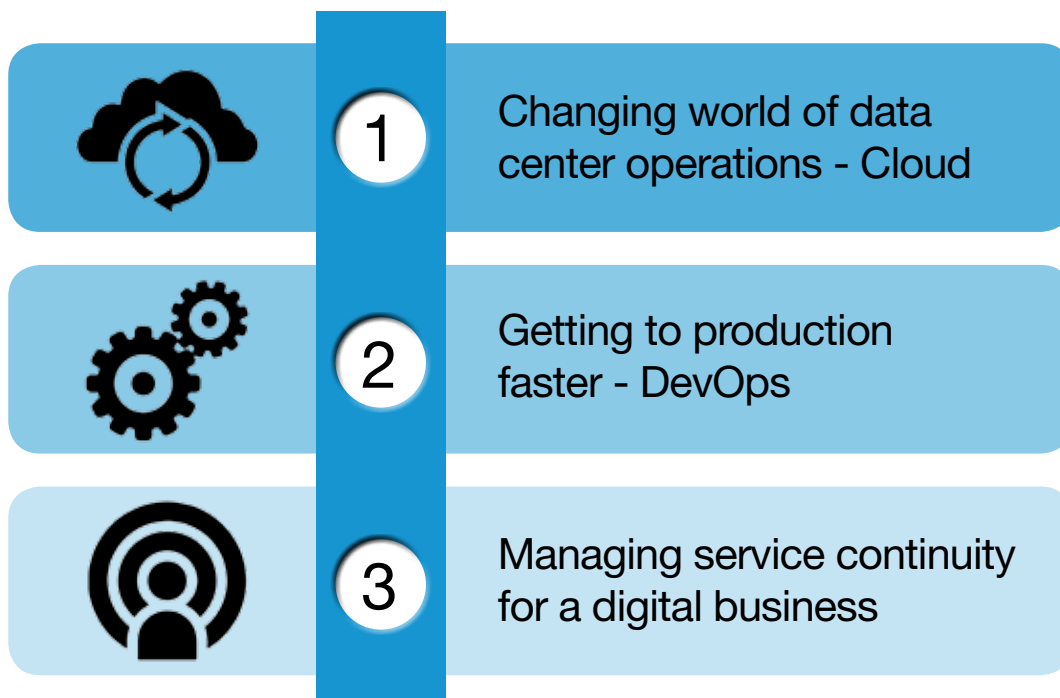 1
Changing world of data
center operations - Cloud
2
Getting to production
faster - DevOps
3
Managing service continuity
for a digital business